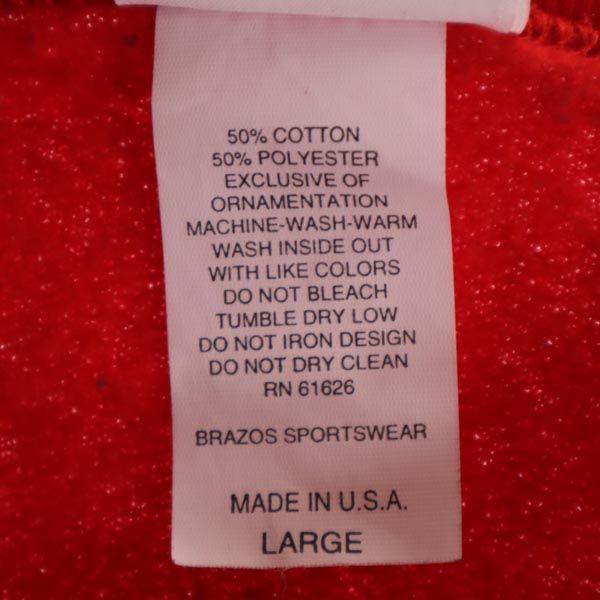 50% COTTON
50% POLYESTER
EXCLUSIVE OF
ORNAMENTATION
MACHINE-WASH-WARM
WASH INSIDE OUT
WITH LIKE COLORS
DO NOT BLEACH
TUMBLE DRY LOW
DO NOT IRON DESIGN
DO NOT DRY CLEAN
RN 61626
BRAZOS SPORTSWEAR
MADE IN U.S.A.
LARGE